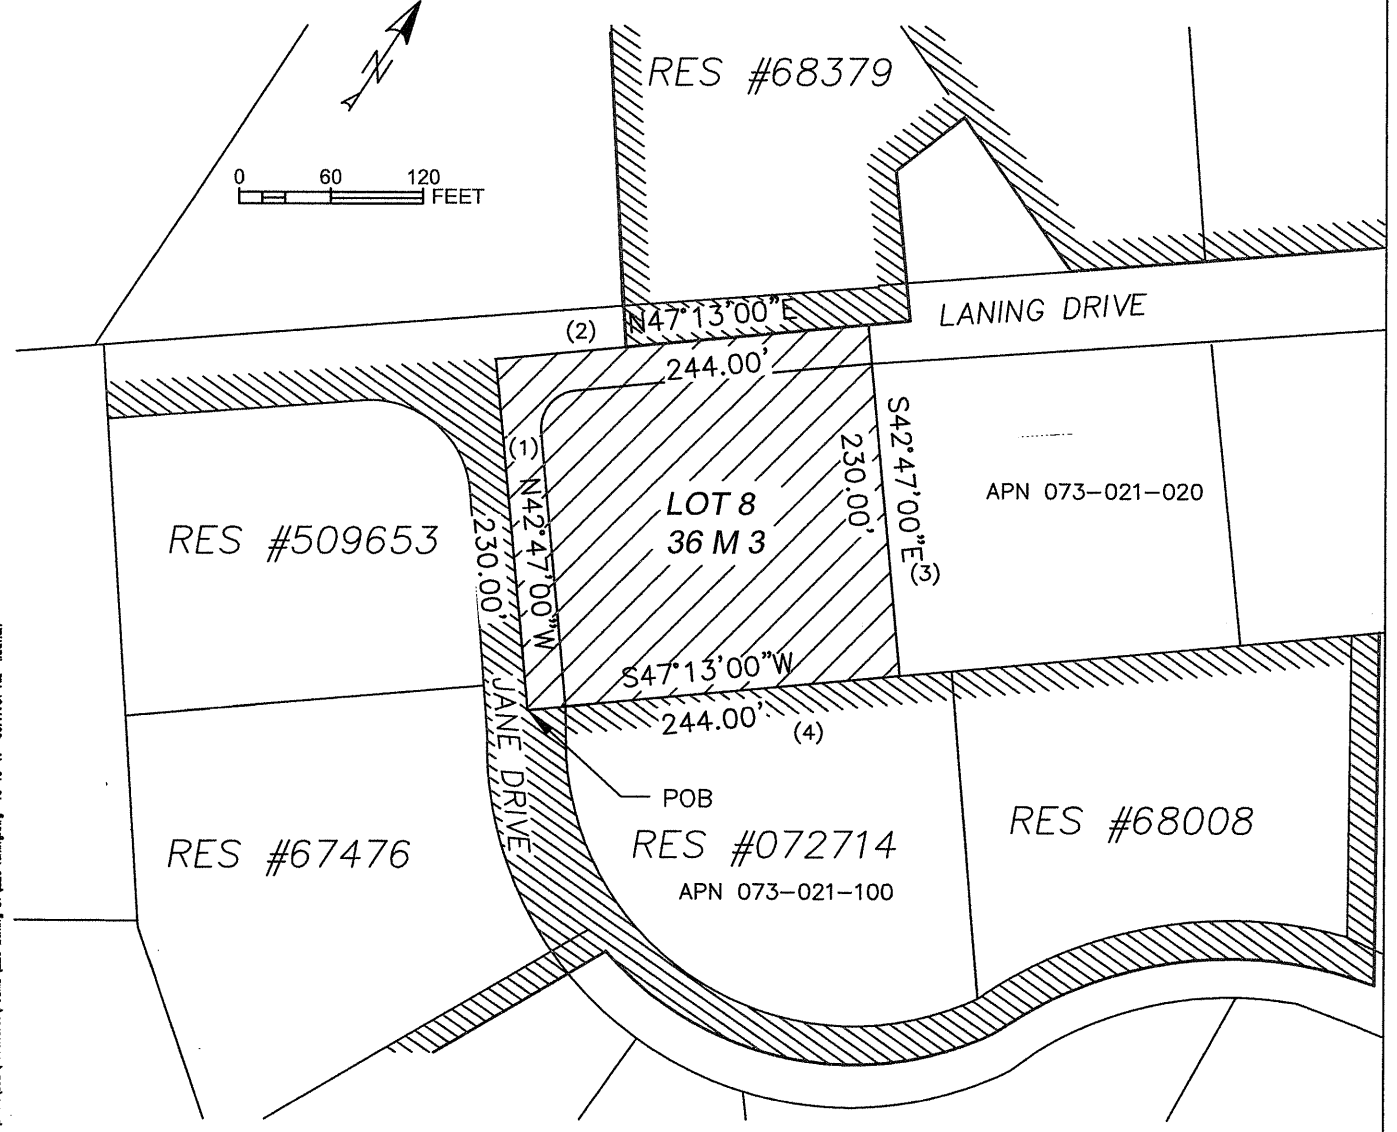 N
RES #68379
0 60 120
FEET
(2)
N47°13'00"E
LANING DRIVE
244.00'
(1)
N42°47'00"W
230.00'
LOT 8
36 M 3
230.00'
S42°47'00"E
(3)
APN 073-021-020
RES #509653
S47°13'00"W
244.00'
(4)
JANE DRIVE
POB
RES #67476
RES #072714
APN 073-021-100
RES #68008